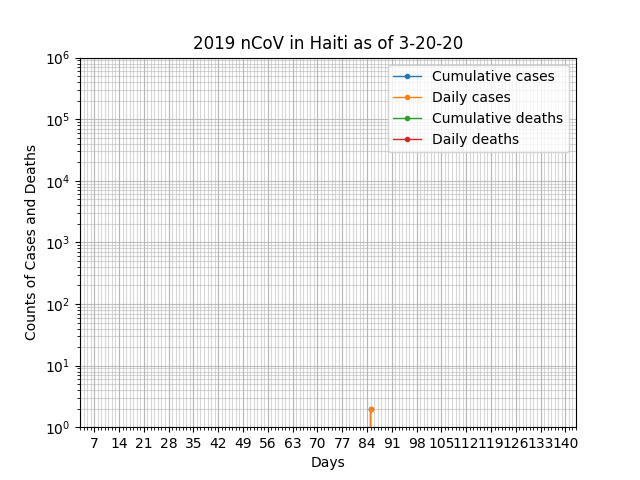 2019 nCoV in Haiti as of 3-20-20
Cumulative cases
Daily cases
Cumulative deaths
Daily deaths
Counts of Cases and Deaths
10^6
10^5
10^4
10^3
10^2
10^1
10^0
7 14 21 28 35 42 49 56 63 70 77 84 91 98 105 112 119 126 133 140
Days